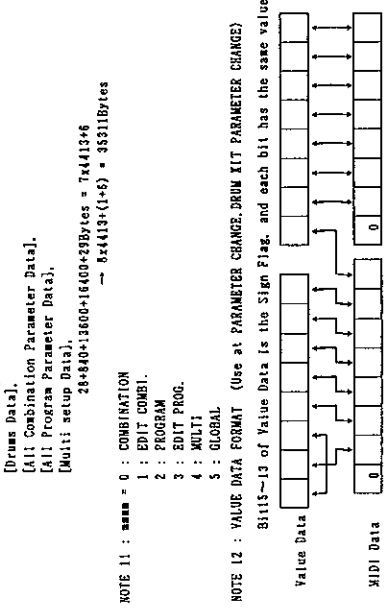 [Drums Data],
[All Combination Parameter Data],
[All Program Parameter Data],
[Multi setup Data],
28+840+13600+16400+29Bytes = 7x4413+6
→ 8x4413+(1+6) = 35311Bytes
NOTE 11 : mmmm = 0 : COMBINATION
1 : EDIT COMBI.
2 : PROGRAM
3 : EDIT PROG.
4 : MULTI
5 : GLOBAL
NOTE 12 : VALUE DATA FORMAT (Use at PARAMETER CHANGE,DRUM KIT PARAMETER CHANGE)
Bit15~13 of Value Data is the Sign Flag, and each bit has the same value
Value Data
MIDI Data
0
0